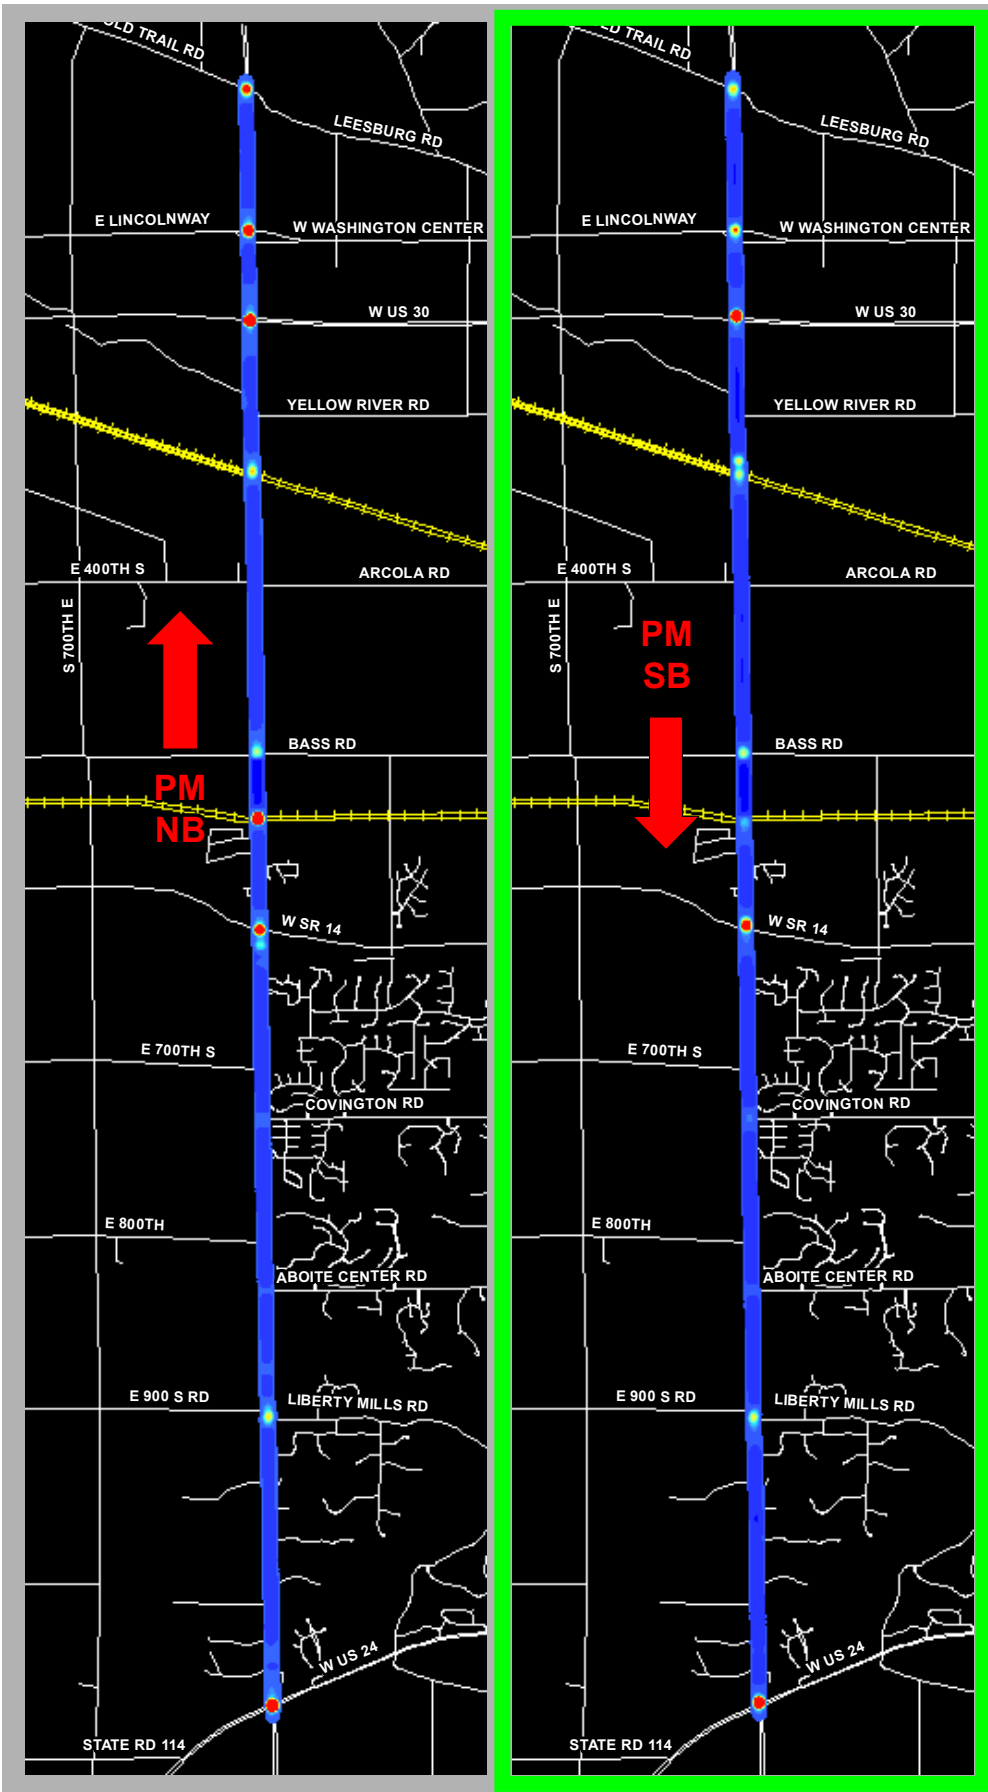 OLD TRAIL RD
LEESBURG RD
E LINCOLNWAY
W WASHINGTON CENTER
W US 30
YELLOW RIVER RD
E 400TH S
ARCOLA RD
S 700TH E
BASS RD
PM
NB
W SR 14
E 700TH S
COVINGTON RD
E 800TH
ABOITE CENTER RD
E 900 S RD
LIBERTY MILLS RD
W US 24
STATE RD 114
LD TRAIL RD
LEESBURG RD
E LINCOLNWAY
W WASHINGTON CENTER
W US 30
YELLOW RIVER RD
E 400TH S
ARCOLA RD
S 700TH E
PM
SB
BASS RD
W SR 14
E 700TH S
COVINGTON RD
E 800TH
ABOITE CENTER RD
E 900 S RD
LIBERTY MILLS RD
W US 24
STATE RD 114